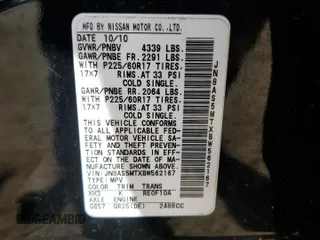 MFD. BY NISSAN MOTOR CO., LTD.
DATE 10/10
GVWR/PNBV 4339 LBS.
GAWR/PNBE FR. 2291 LBS.
WITH P225/60R17 TIRES.
17X7 RIMS. AT 33 PSI
COLD SINGLE.
GAWR/PNBE RR. 2064 LBS.
WITH P225/60R17 TIRES.
17X7 RIMS. AT 33 PSI
COLD SINGLE.
THIS VEHICLE CONFORMS
TO ALL APPLICABLE FED-
ERAL MOTOR VEHICLE SA-
FETY AND THEFT PREVEN-
TION STANDARDS IN EFF-
ECT ON THE DATE OF MA-
NUFACTURE SHOWN ABOVE.
VIN: JN8AS5MTXBW562167
TYPE: MPV
COLOR TRIM TRANS
KH3 K RE0F10A
AXLE ENGINE
GB57 QR25(DE) 2488CC
JN8AS5MTXBW562167